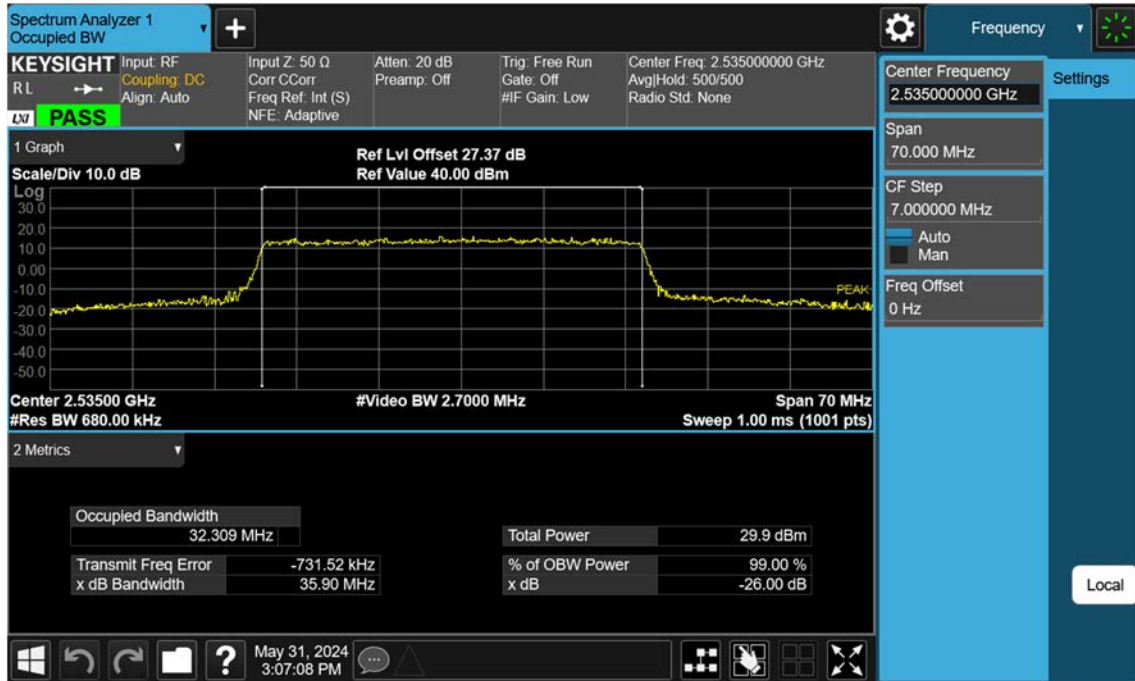 Spectrum Analyzer 1
Occupied BW
Frequency
KEYSIGHT
RL
LXI
PASS
Input: RF
Coupling: DC
Align: Auto
Input Z: 50 Ω
Corr CCorr
Freq Ref: Int (S)
NFE: Adaptive
Atten: 20 dB
Preamp: Off
Trig: Free Run
Gate: Off
#IF Gain: Low
Center Freq: 2.535000000 GHz
Avg|Hold: 500/500
Radio Std: None
Center Frequency
2.535000000 GHz
Settings
Span
70.000 MHz
CF Step
7.000000 MHz
Auto
Man
Freq Offset
0 Hz
Local
1 Graph
Scale/Div 10.0 dB
Ref Lvl Offset 27.37 dB
Ref Value 40.00 dBm
Log
30.0
20.0
10.0
0.00
-10.0
-20.0
-30.0
-40.0
-50.0
PEAK
Center 2.53500 GHz
#Video BW 2.7000 MHz
Span 70 MHz
#Res BW 680.00 kHz
Sweep 1.00 ms (1001 pts)
2 Metrics
Occupied Bandwidth
32.309 MHz
Total Power 29.9 dBm
Transmit Freq Error -731.52 kHz
% of OBW Power 99.00 %
x dB Bandwidth 35.90 MHz
x dB -26.00 dB
?
May 31, 2024
3:07:08 PM